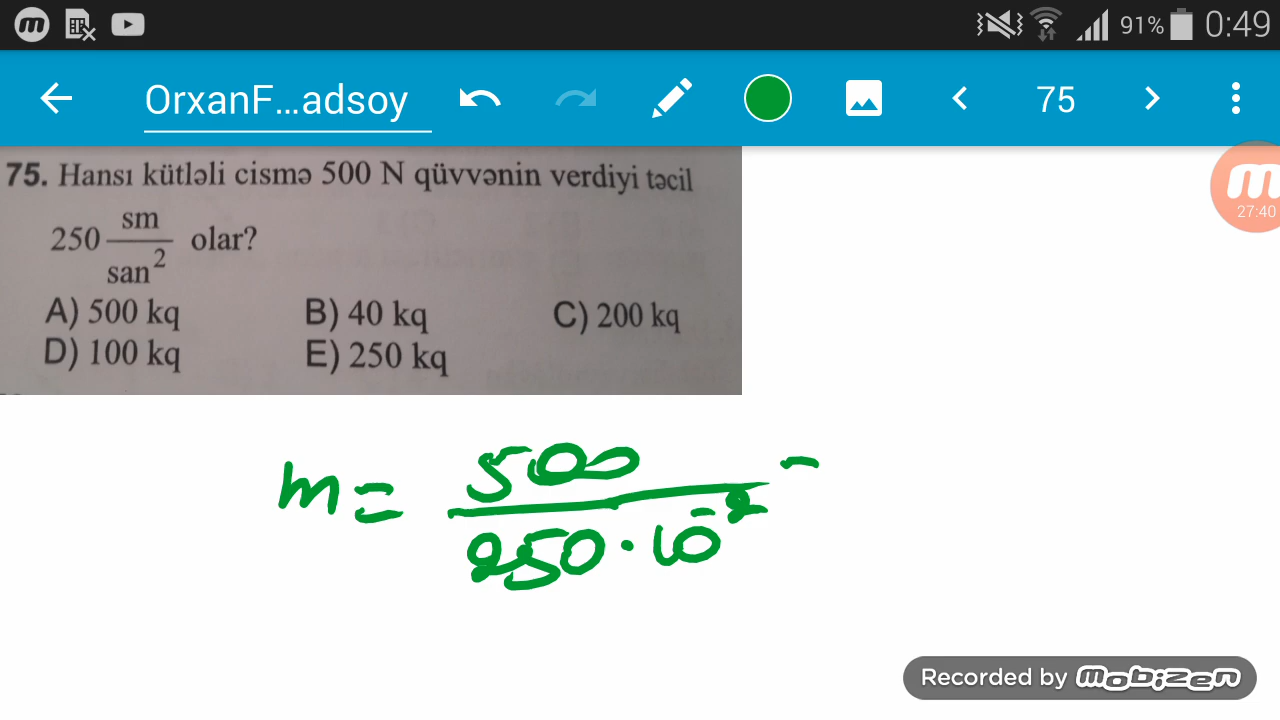 91% 0:49
OrxanF...adsoy 75
27:40
75. Hansı kütləli cismə 500 N qüvvənin verdiyi təcil
250 sm/san² olar?
A) 500 kq B) 40 kq C) 200 kq
D) 100 kq E) 250 kq
m = 500/250·10⁻² -
Recorded by mobizen